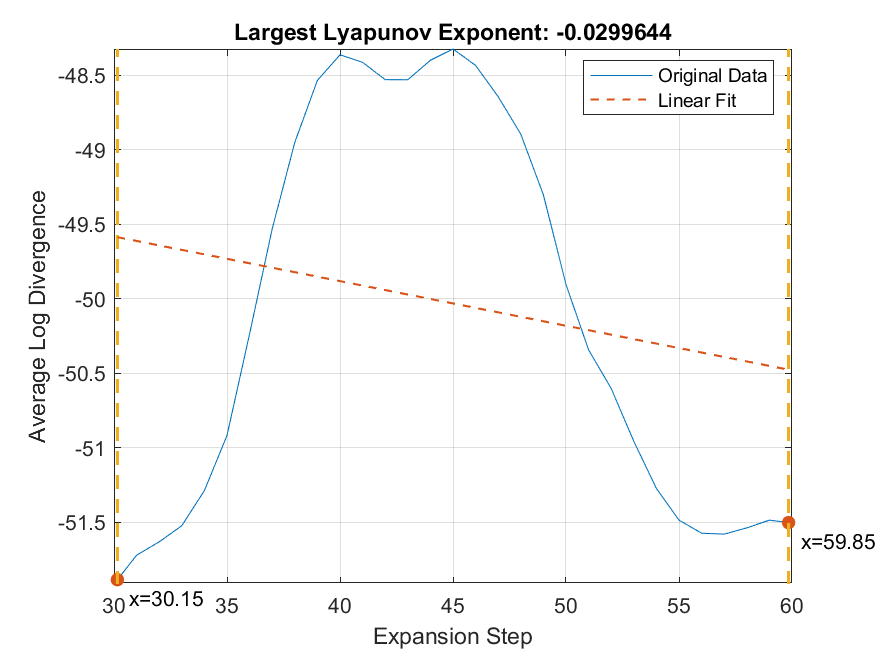 Largest Lyapunov Exponent: -0.0299644
Original Data
Linear Fit
Average Log Divergence
-48.5
-49
-49.5
-50
-50.5
-51
-51.5
x=59.85
x=30.15
30
35
40
45
50
55
60
Expansion Step